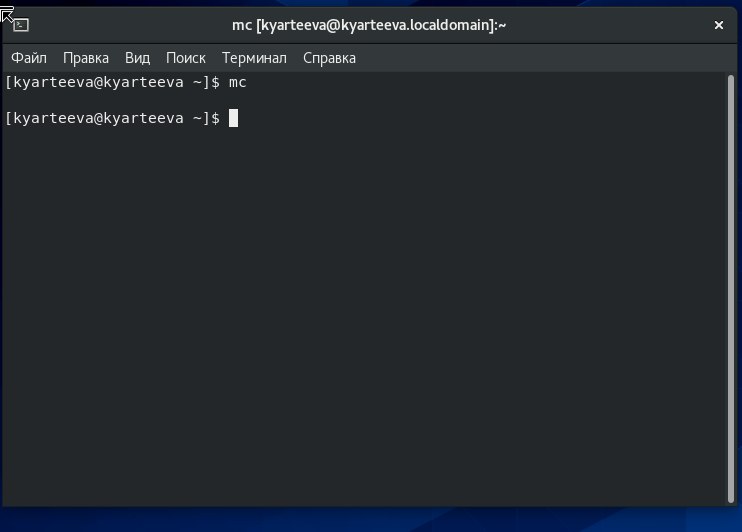 mc [kyarteeva@kyarteeva.localdomain]:~
Файл Правка Вид Поиск Терминал Справка
[kyarteeva@kyarteeva ~]$ mc
[kyarteeva@kyarteeva ~]$